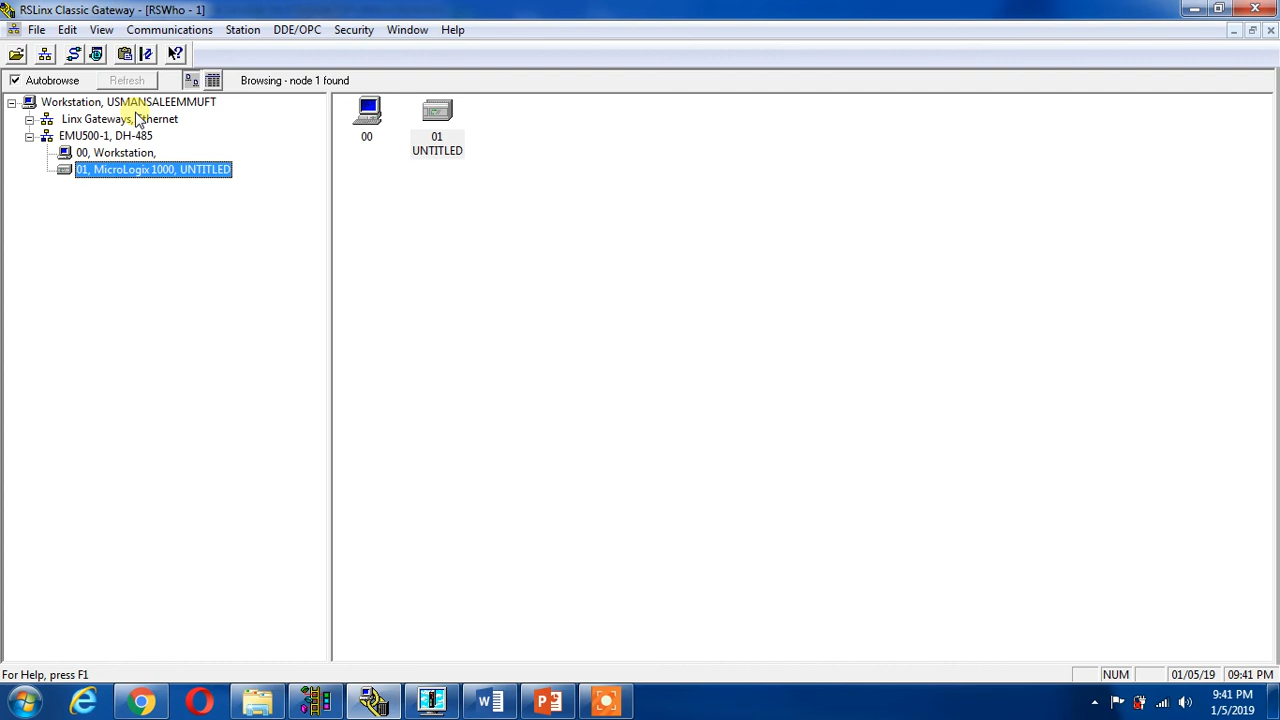 RSLinx Classic Gateway - [RSWho - 1]
File Edit View Communications Station DDE/OPC Security Window Help
Autobrowse Refresh Browsing - node 1 found
Workstation, USMANSALEEMMUFT
Linx Gateways, Ethernet
EMU500-1, DH-485
00, Workstation,
01, MicroLogix 1000, UNTITLED
00
01
UNTITLED
For Help, press F1
NUM 01/05/19 09:41 PM
9:41 PM
1/5/2019